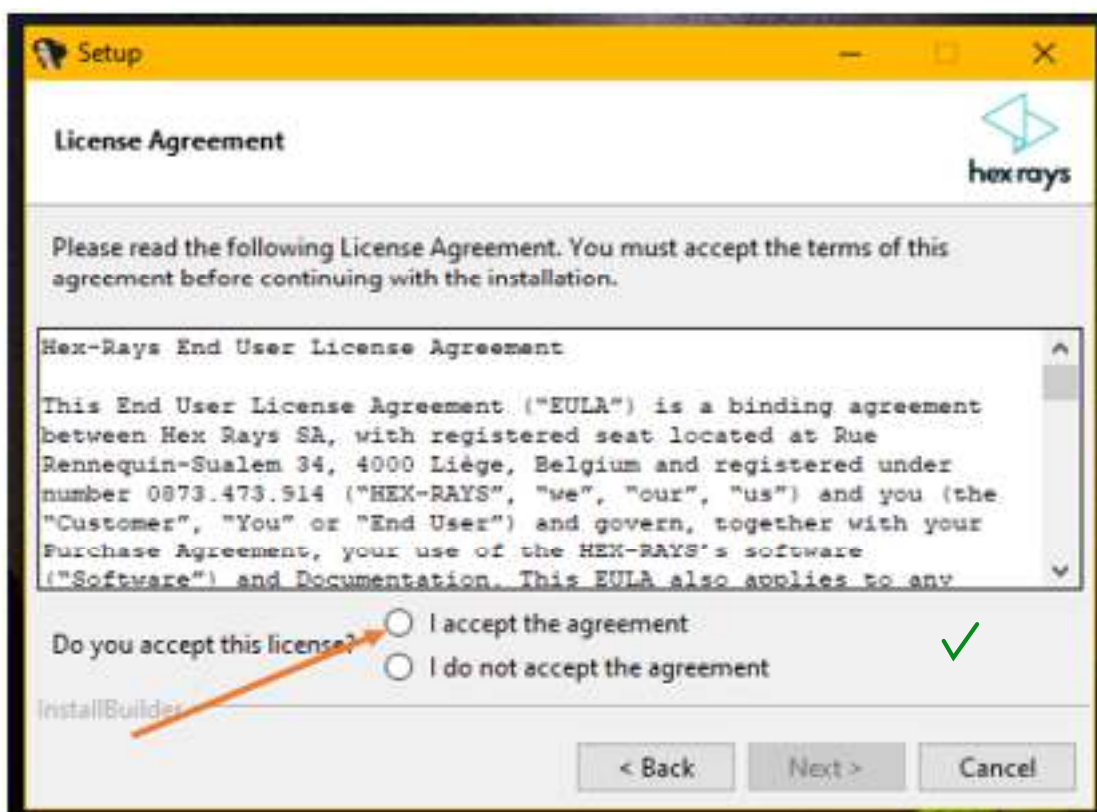 Setup
License Agreement
hex rays
Please read the following License Agreement. You must accept the terms of this
agreement before continuing with the installation.
Hex-Rays End User License Agreement
This End User License Agreement ("EULA") is a binding agreement
between Hex Rays SA, with registered seat located at Rue
Rennequin-Sualem 34, 4000 Liège, Belgium and registered under
number 0873.473.914 ("HEX-RAYS", "we", "our", "us") and you (the
"Customer", "You" or "End User") and govern, together with your
Purchase Agreement, your use of the HEX-RAYS's software
("Software") and Documentation. This EULA also applies to any
Do you accept this license?
I accept the agreement
I do not accept the agreement
InstallBuilder
< Back
Next >
Cancel